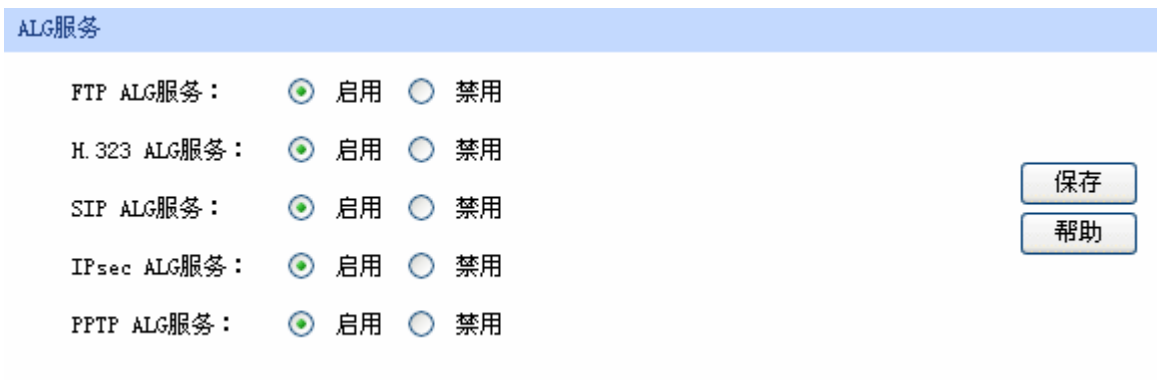 ALG服务
FTP ALG服务： 启用 禁用
H.323 ALG服务： 启用 禁用
SIP ALG服务： 启用 禁用
IPsec ALG服务： 启用 禁用
PPTP ALG服务： 启用 禁用
保存
帮助